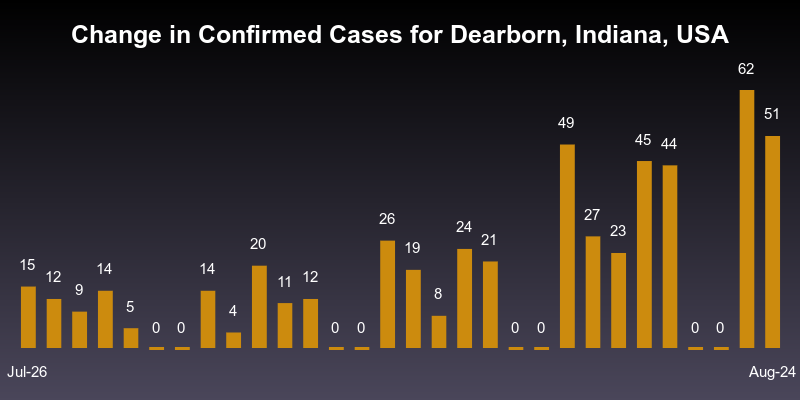 Change in Confirmed Cases for Dearborn, Indiana, USA
15 12 9 14 5 0 0 14 4 20 11 12 0 0 26 19 8 24 21 0 0 49 27 23 45 44 0 0 62 51
Jul-26 Aug-24